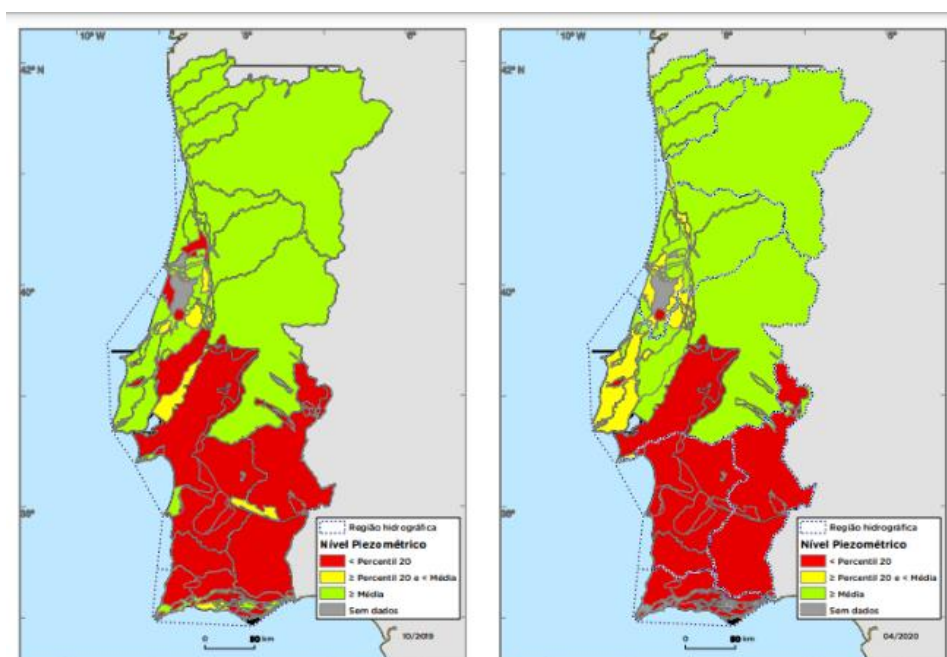 10° W
8°
6°
42° N
40°
38°
Região hidrográfica
Nível Piezométrico
< Percentil 20
≥ Percentil 20 e < Média
≥ Média
Sem dados
0 50 km
10/2019
10° W
8°
6°
42° N
40°
38°
Região hidrográfica
Nível Piezométrico
< Percentil 20
≥ Percentil 20 e < Média
≥ Média
Sem dados
0 50 km
04/2020